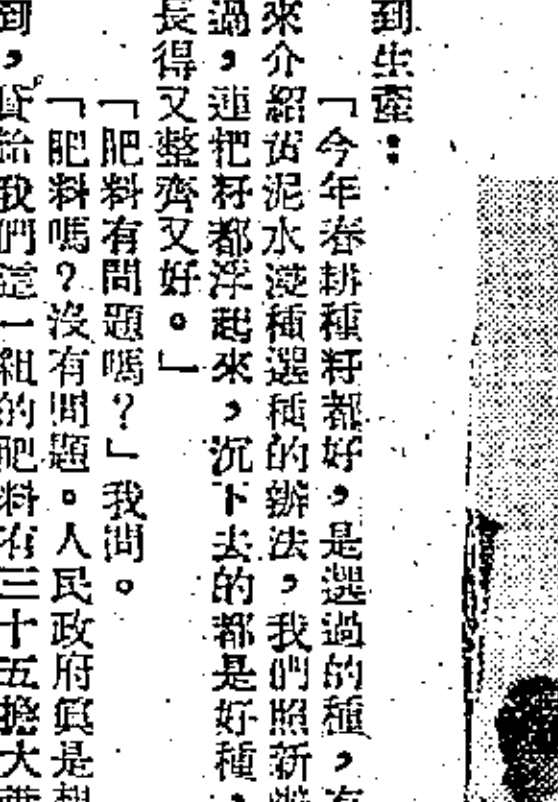 到生產：
「今年春耕種籽都好，是選過的種，有
來介紹黃泥水浸種選種的辦法，我們照新辦
過，連把籽都浮起來，沉下去的都是好種，
長得又整齊又好。」
「肥料有問題嗎？」我問。
「肥料嗎？沒有問題。人民政府眞是想
到，貸給我們這一組的肥料有三十五擔大